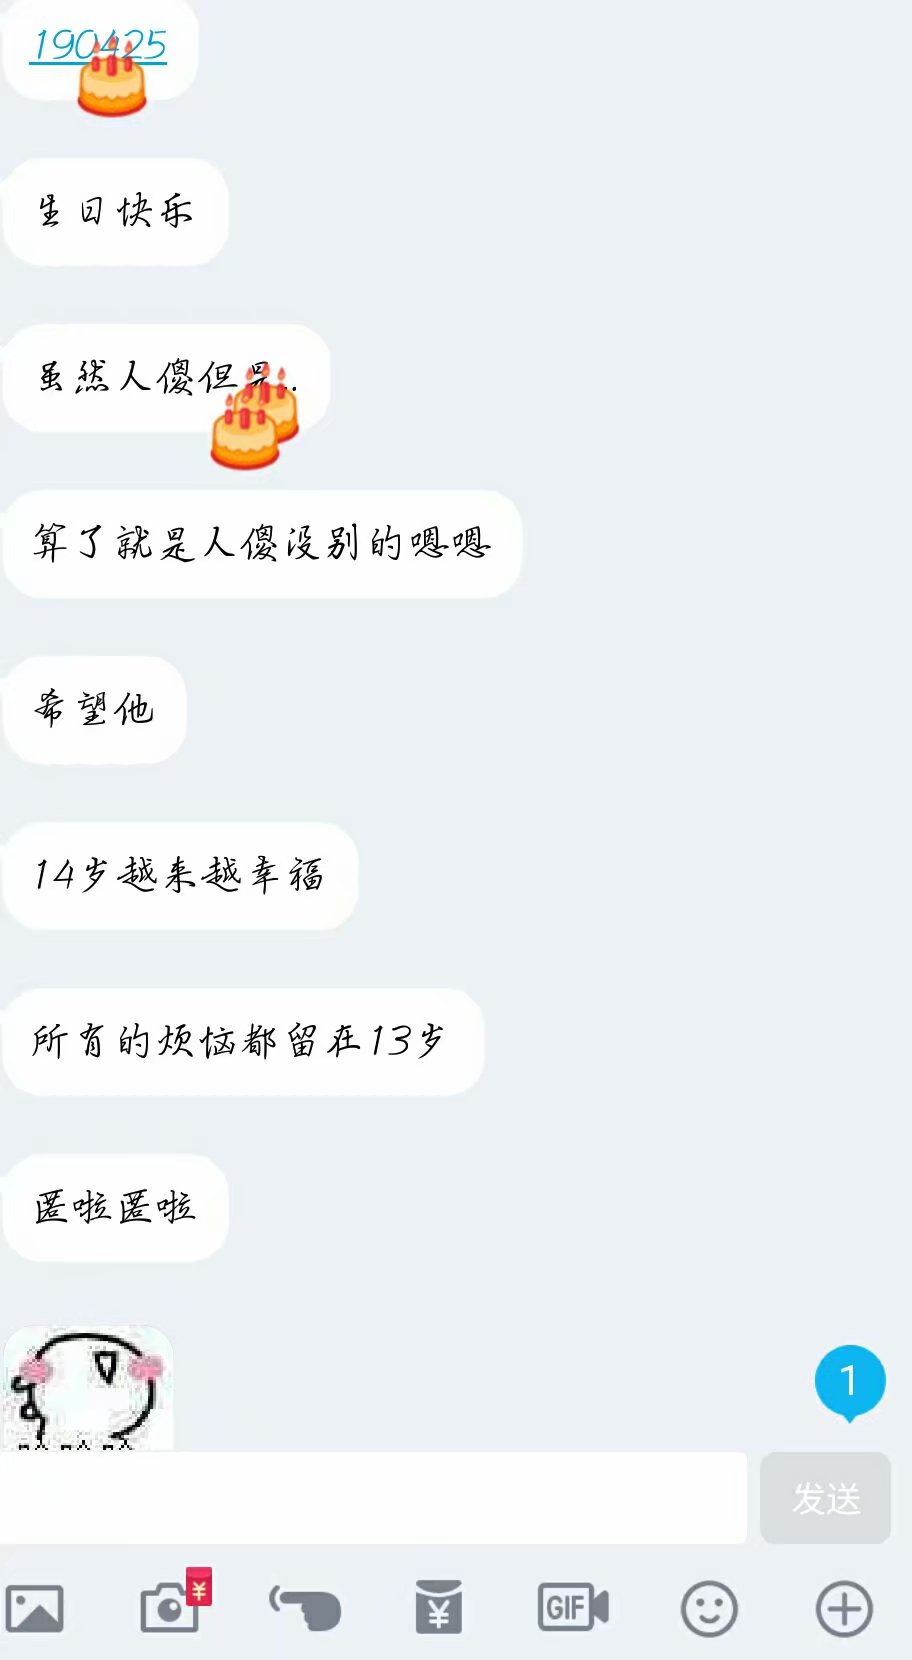 190425
生日快乐
虽然人傻但是..
算了就是人傻没别的嗯嗯
希望他
14岁越来越幸福
所有的烦恼都留在13岁
匿啦匿啦
1
发送
¥
¥
GIF